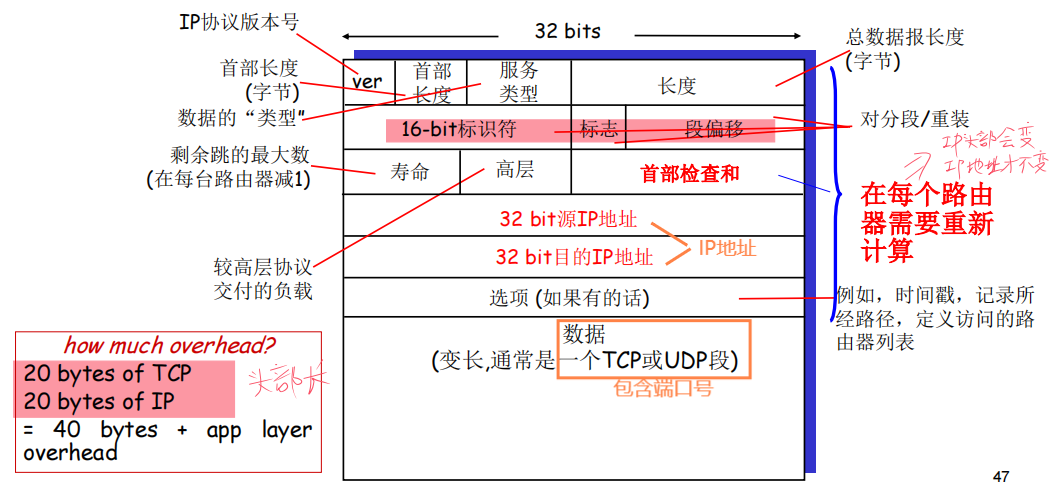 IP协议版本号
32 bits
总数据报长度
(字节)
首部长度
(字节)
ver
首部
长度
服务
类型
长度
数据的“类型”
16-bit标识符
标志
段偏移
对分段/重装
IP头部会变
IP地址才不变
剩余跳的最大数
(在每台路由器减1)
寿命
高层
首部检查和
在每个路由
器需要重新
计算
32 bit源IP地址
32 bit目的IP地址
IP地址
较高层协议
交付的负载
选项 (如果有的话)
例如，时间戳，记录所
经路径，定义访问的路
由器列表
数据
(变长,通常是一个TCP或UDP段)
包含端口号
how much overhead?
20 bytes of TCP
20 bytes of IP
= 40 bytes + app layer
overhead
头部长
47